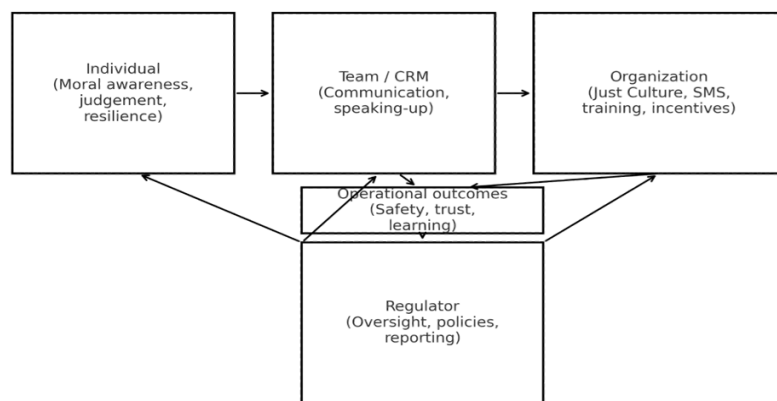 Individual
(Moral awareness,
judgement,
resilience)
Team / CRM
(Communication,
speaking-up)
Organization
(Just Culture, SMS,
training, incentives)
Operational outcomes
(Safety, trust,
learning)
Regulator
(Oversight, policies,
reporting)